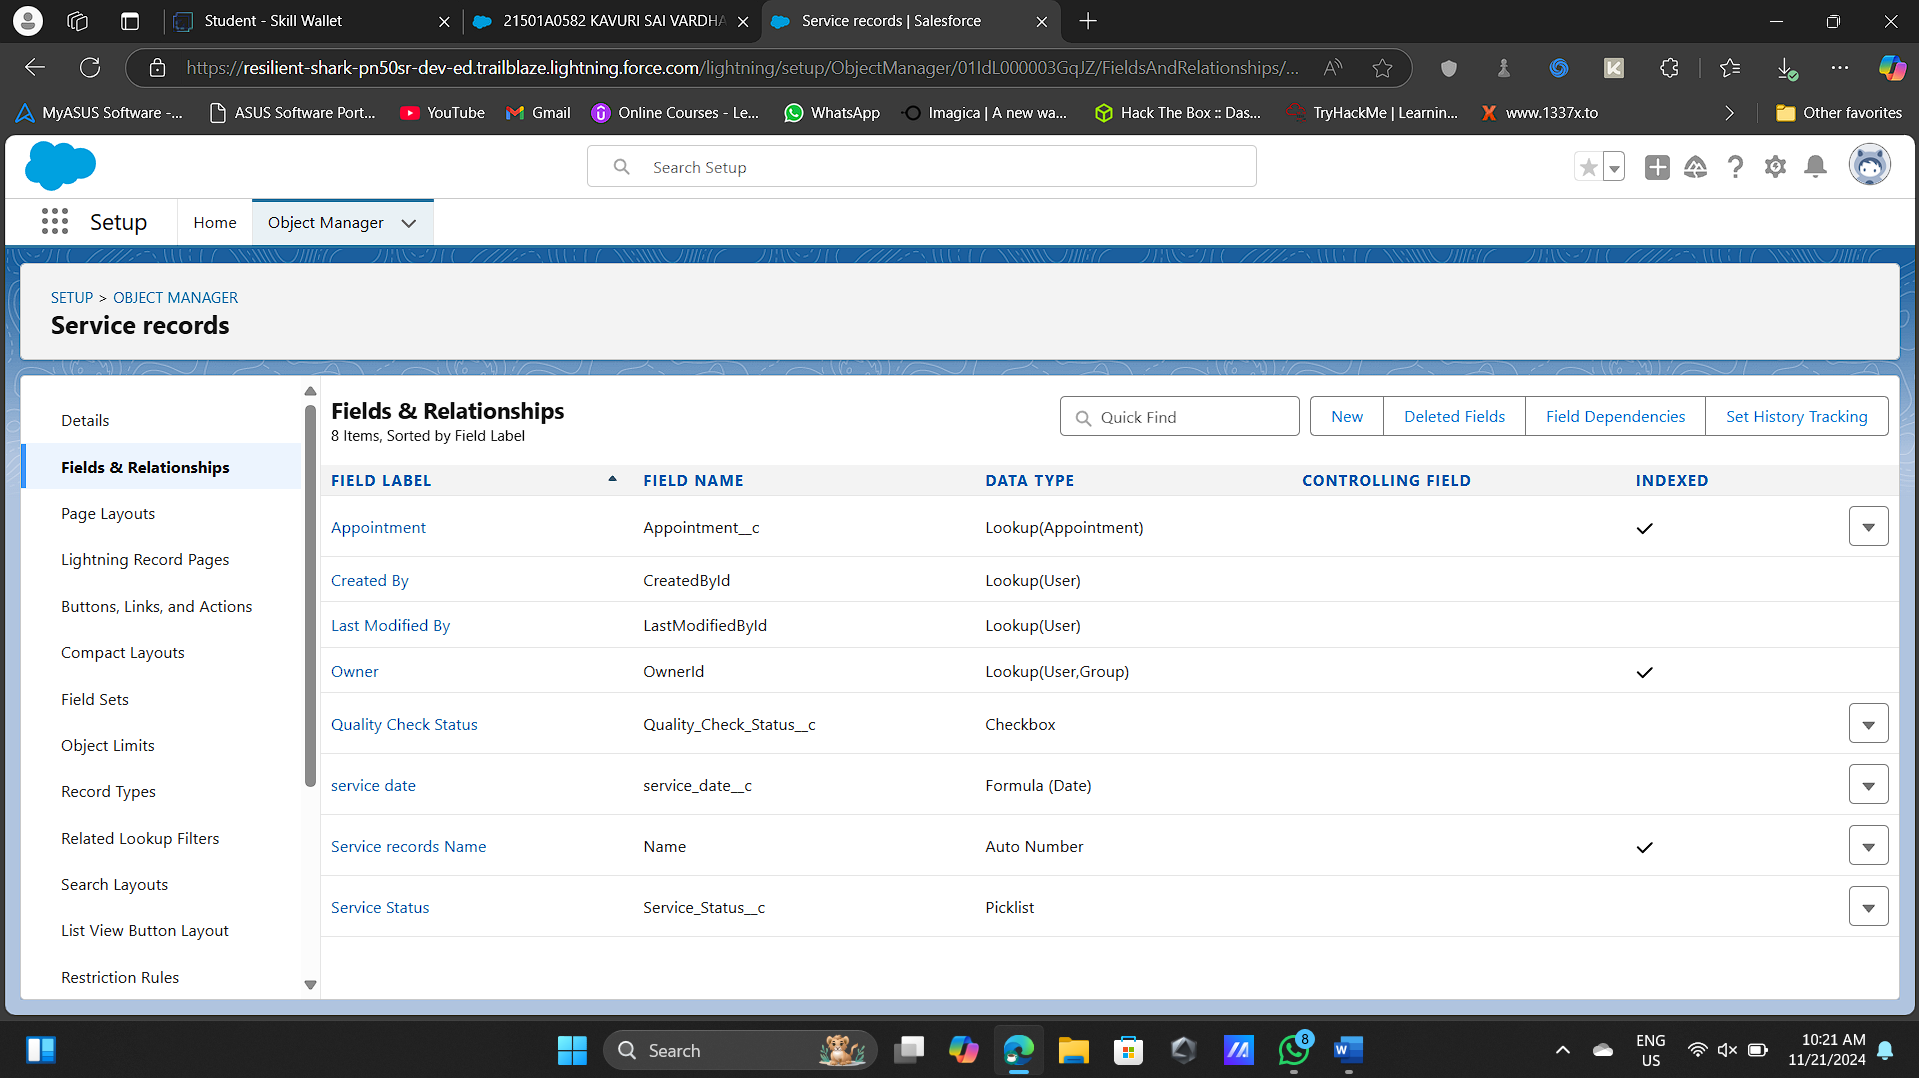 Student - Skill Wallet
21501A0582 KAVURI SAI VARDHA
Service records | Salesforce
https://resilient-shark-pn50sr-dev-ed.trailblaze.lightning.force.com/lightning/setup/ObjectManager/01IdL000003GqJZ/FieldsAndRelationships/...
MyASUS Software -...
ASUS Software Port...
YouTube
Gmail
Online Courses - Le...
WhatsApp
Imagica | A new wa...
Hack The Box :: Das...
TryHackMe | Learnin...
www.1337x.to
Other favorites
Search Setup
Setup
Home
Object Manager
SETUP > OBJECT MANAGER
Service records
Details
Fields & Relationships
Page Layouts
Lightning Record Pages
Buttons, Links, and Actions
Compact Layouts
Field Sets
Object Limits
Record Types
Related Lookup Filters
Search Layouts
List View Button Layout
Restriction Rules
Fields & Relationships
8 Items, Sorted by Field Label
Quick Find
New
Deleted Fields
Field Dependencies
Set History Tracking
FIELD LABEL FIELD NAME DATA TYPE CONTROLLING FIELD INDEXED
Appointment Appointment__c Lookup(Appointment)
Created By CreatedById Lookup(User)
Last Modified By LastModifiedById Lookup(User)
Owner OwnerId Lookup(User,Group)
Quality Check Status Quality_Check_Status__c Checkbox
service date service_date__c Formula (Date)
Service records Name Name Auto Number
Service Status Service_Status__c Picklist
Search
8
ENG
US
10:21 AM
11/21/2024